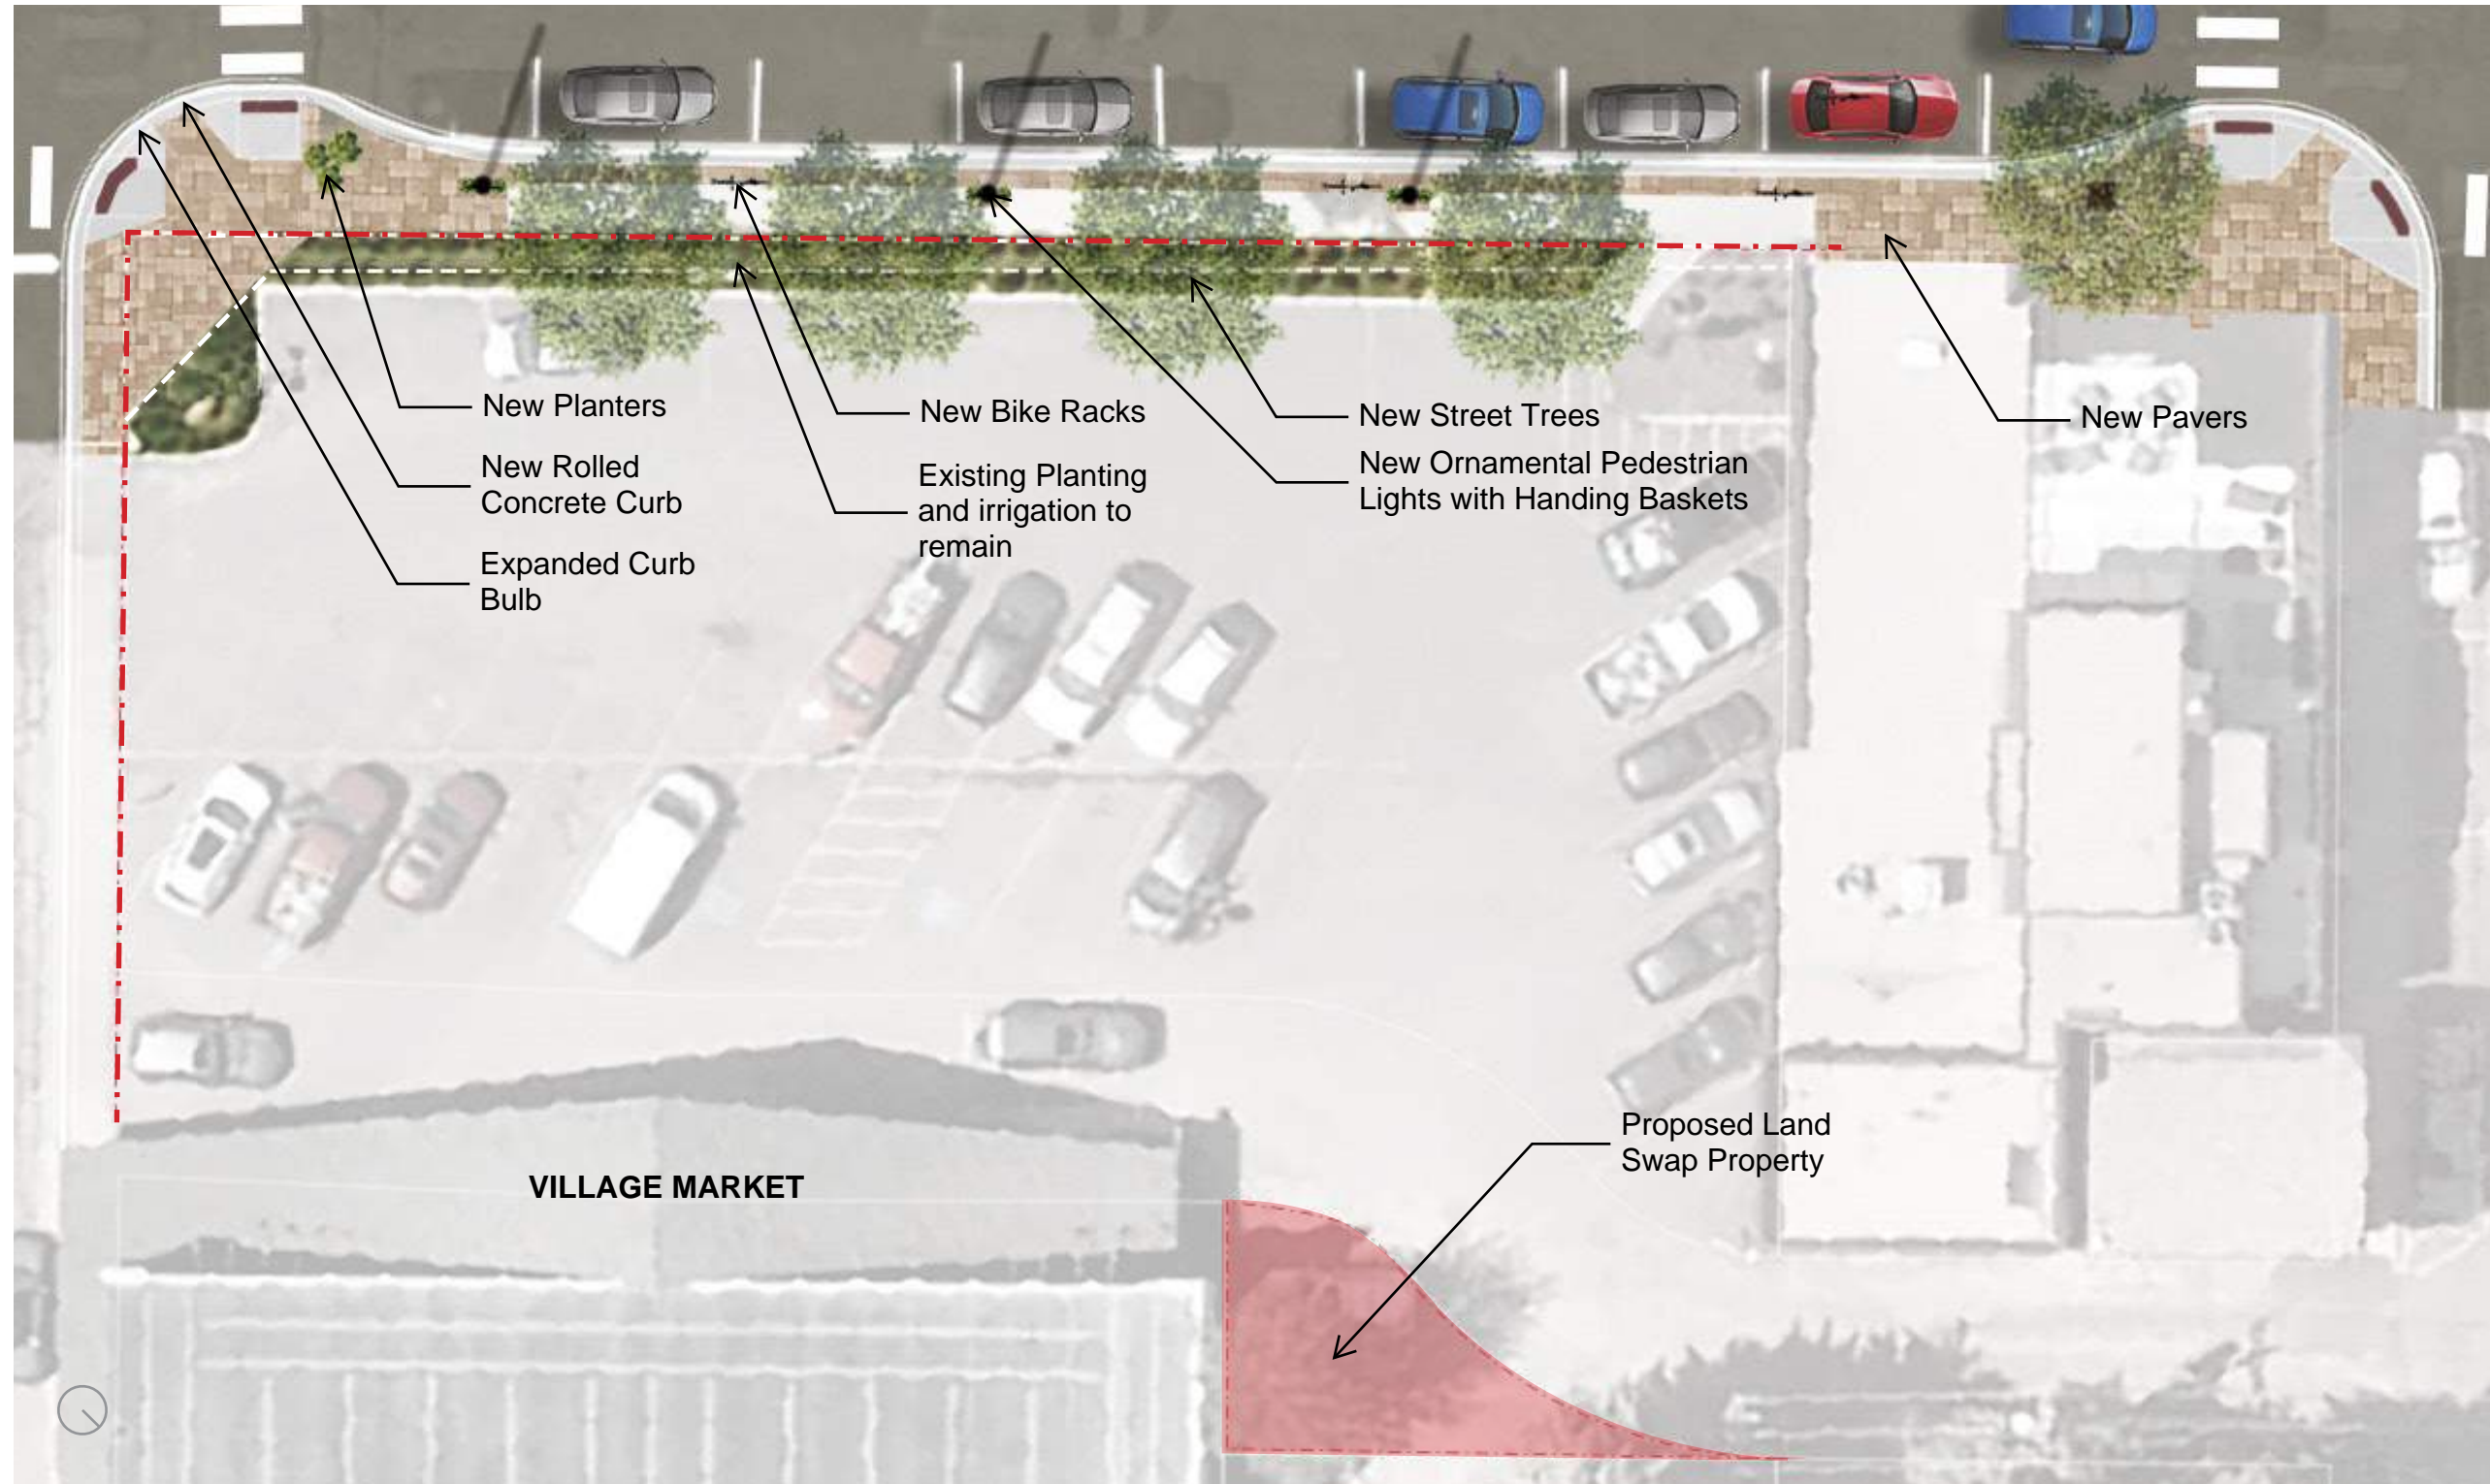 New Planters
New Rolled
Concrete Curb
Expanded Curb
Bulb
New Bike Racks
Existing Planting
and irrigation to
remain
New Street Trees
New Ornamental Pedestrian
Lights with Handing Baskets
New Pavers
Proposed Land
Swap Property
VILLAGE MARKET